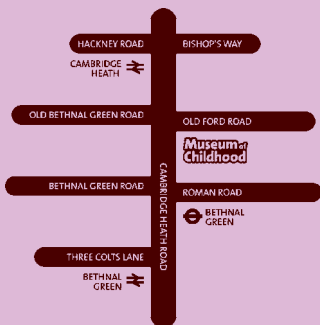 HACKNEY ROAD
BISHOP'S WAY
CAMBRIDGE
HEATH
OLD BETHNAL GREEN ROAD
OLD FORD ROAD
Museum of
Childhood
CAMBRIDGE HEATH ROAD
BETHNAL GREEN ROAD
ROMAN ROAD
BETHNAL
GREEN
THREE COLTS LANE
BETHNAL
GREEN